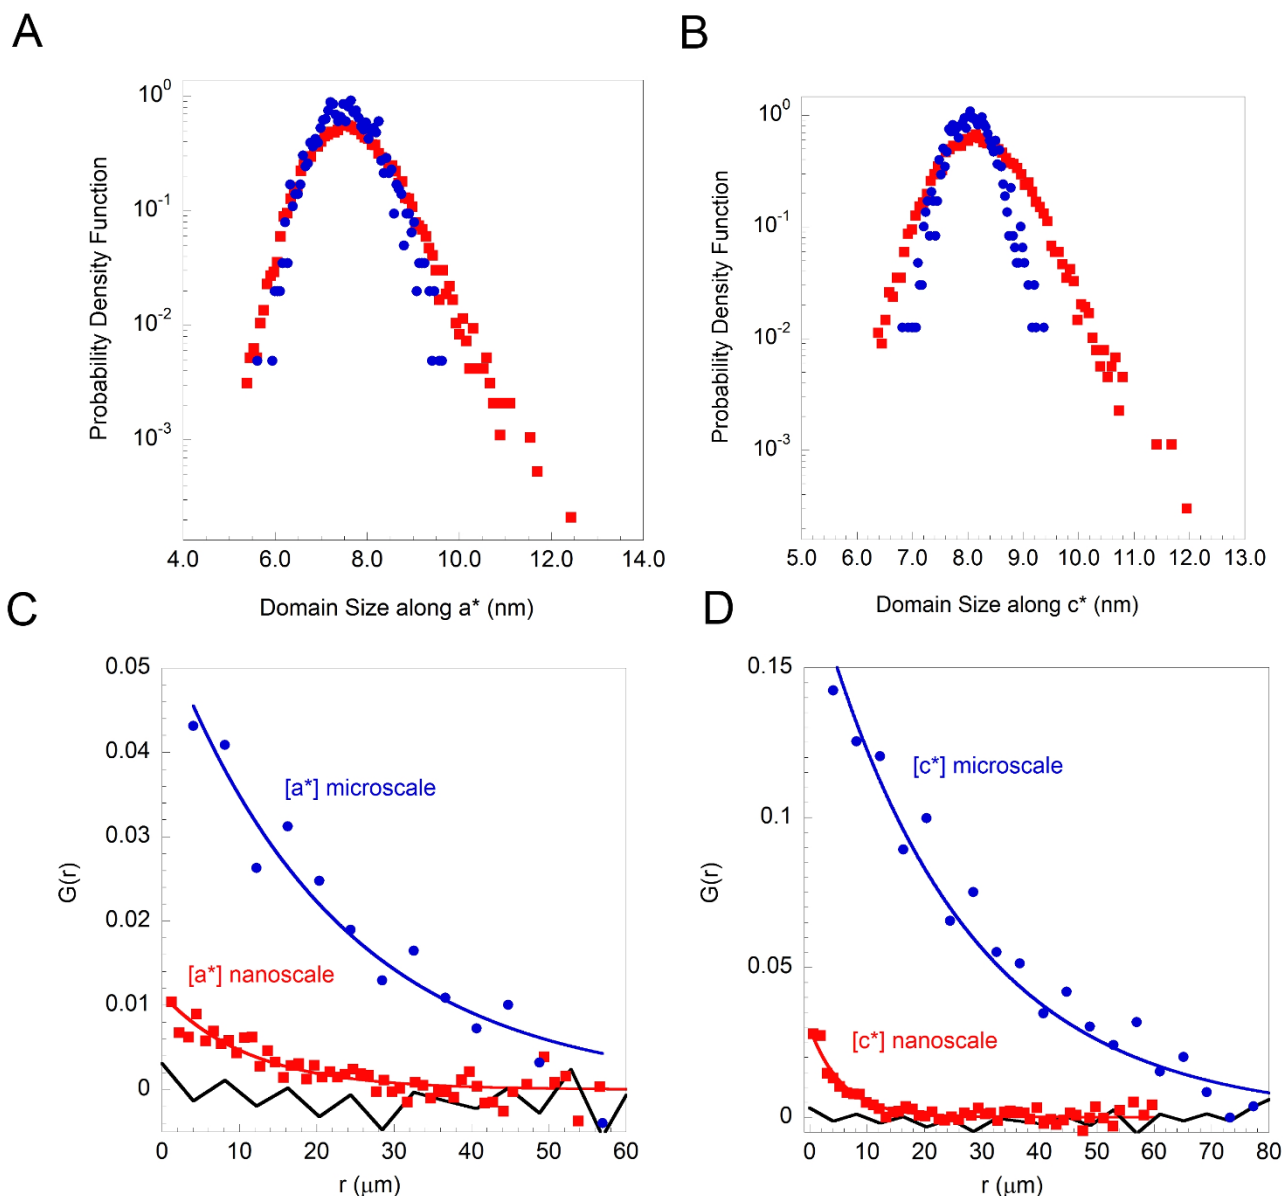 A
B
Probability Density Function
10^0
10^-1
10^-2
10^-3
4.0 6.0 8.0 10.0 12.0 14.0
Domain Size along a* (nm)
Probability Density Function
10^0
10^-1
10^-2
10^-3
5.0 6.0 7.0 8.0 9.0 10.0 11.0 12.0 13.0
Domain Size along c* (nm)
C
D
G(r)
0.05
0.04
0.03
0.02
0.01
0
[a*] microscale
[a*] nanoscale
0 10 20 30 40 50 60
r (μm)
G(r)
0.15
0.1
0.05
0
[c*] microscale
[c*] nanoscale
0 10 20 30 40 50 60 70 80
r (μm)